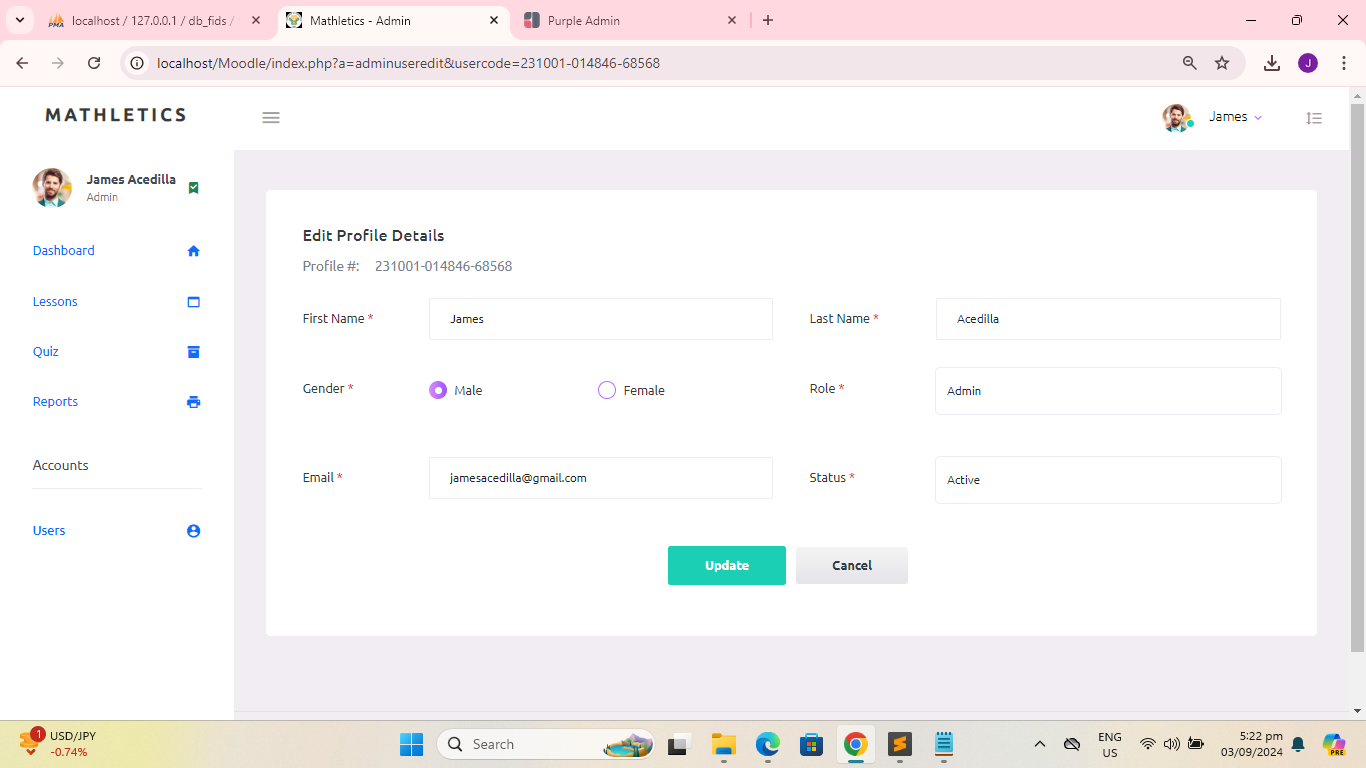 localhost / 127.0.0.1 / db_fids /
Mathletics - Admin
Purple Admin
localhost/Moodle/index.php?a=adminuseredit&usercode=231001-014846-68568
J
MATHLETICS
James
James Acedilla
Admin
Dashboard
Lessons
Quiz
Reports
Accounts
Users
Edit Profile Details
Profile #: 231001-014846-68568
First Name * James
Last Name * Acedilla
Gender * Male Female
Role * Admin
Email * jamesacedilla@gmail.com
Status * Active
Update
Cancel
1
USD/JPY
-0.74%
Search
ENG
US
5:22 pm
03/09/2024
PRE